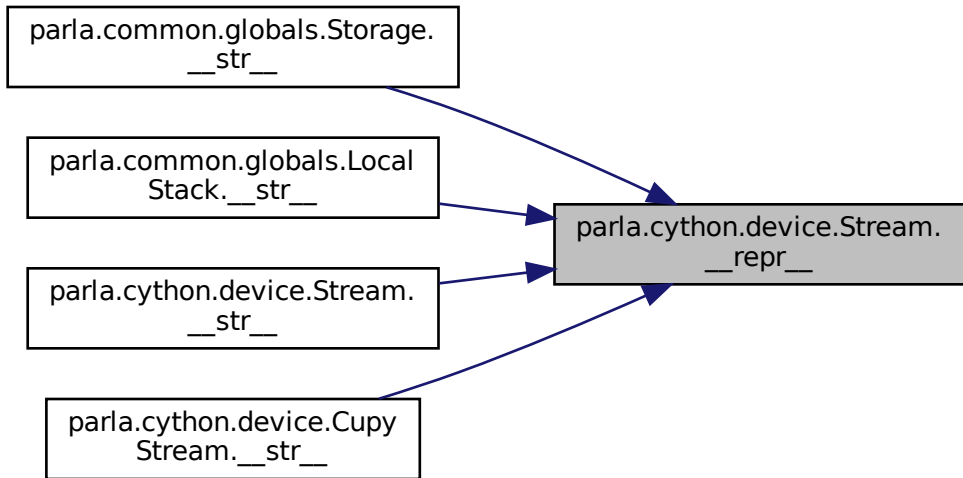 parla.common.globals.Storage.
__str__
parla.common.globals.Local
Stack.__str__
parla.cython.device.Stream.
__str__
parla.cython.device.Cupy
Stream.__str__
parla.cython.device.Stream.
__repr__